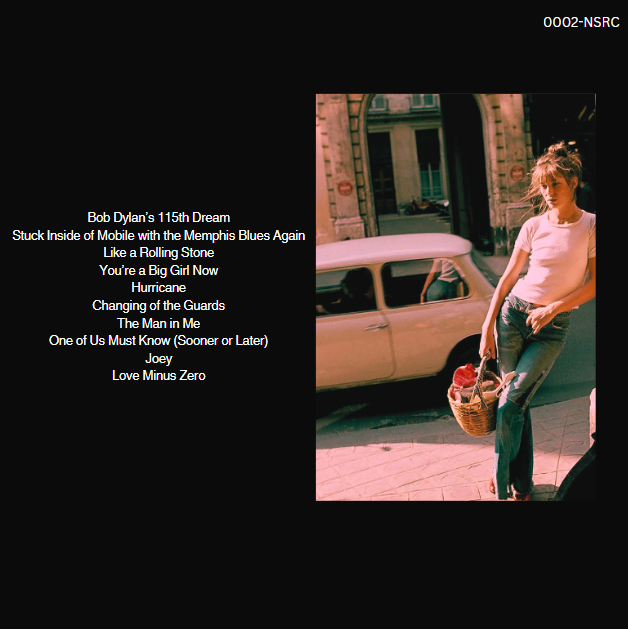 0002-NSRC
Bob Dylan's 115th Dream
Stuck Inside of Mobile with the Memphis Blues Again
Like a Rolling Stone
You're a Big Girl Now
Hurricane
Changing of the Guards
The Man in Me
One of Us Must Know (Sooner or Later)
Joey
Love Minus Zero